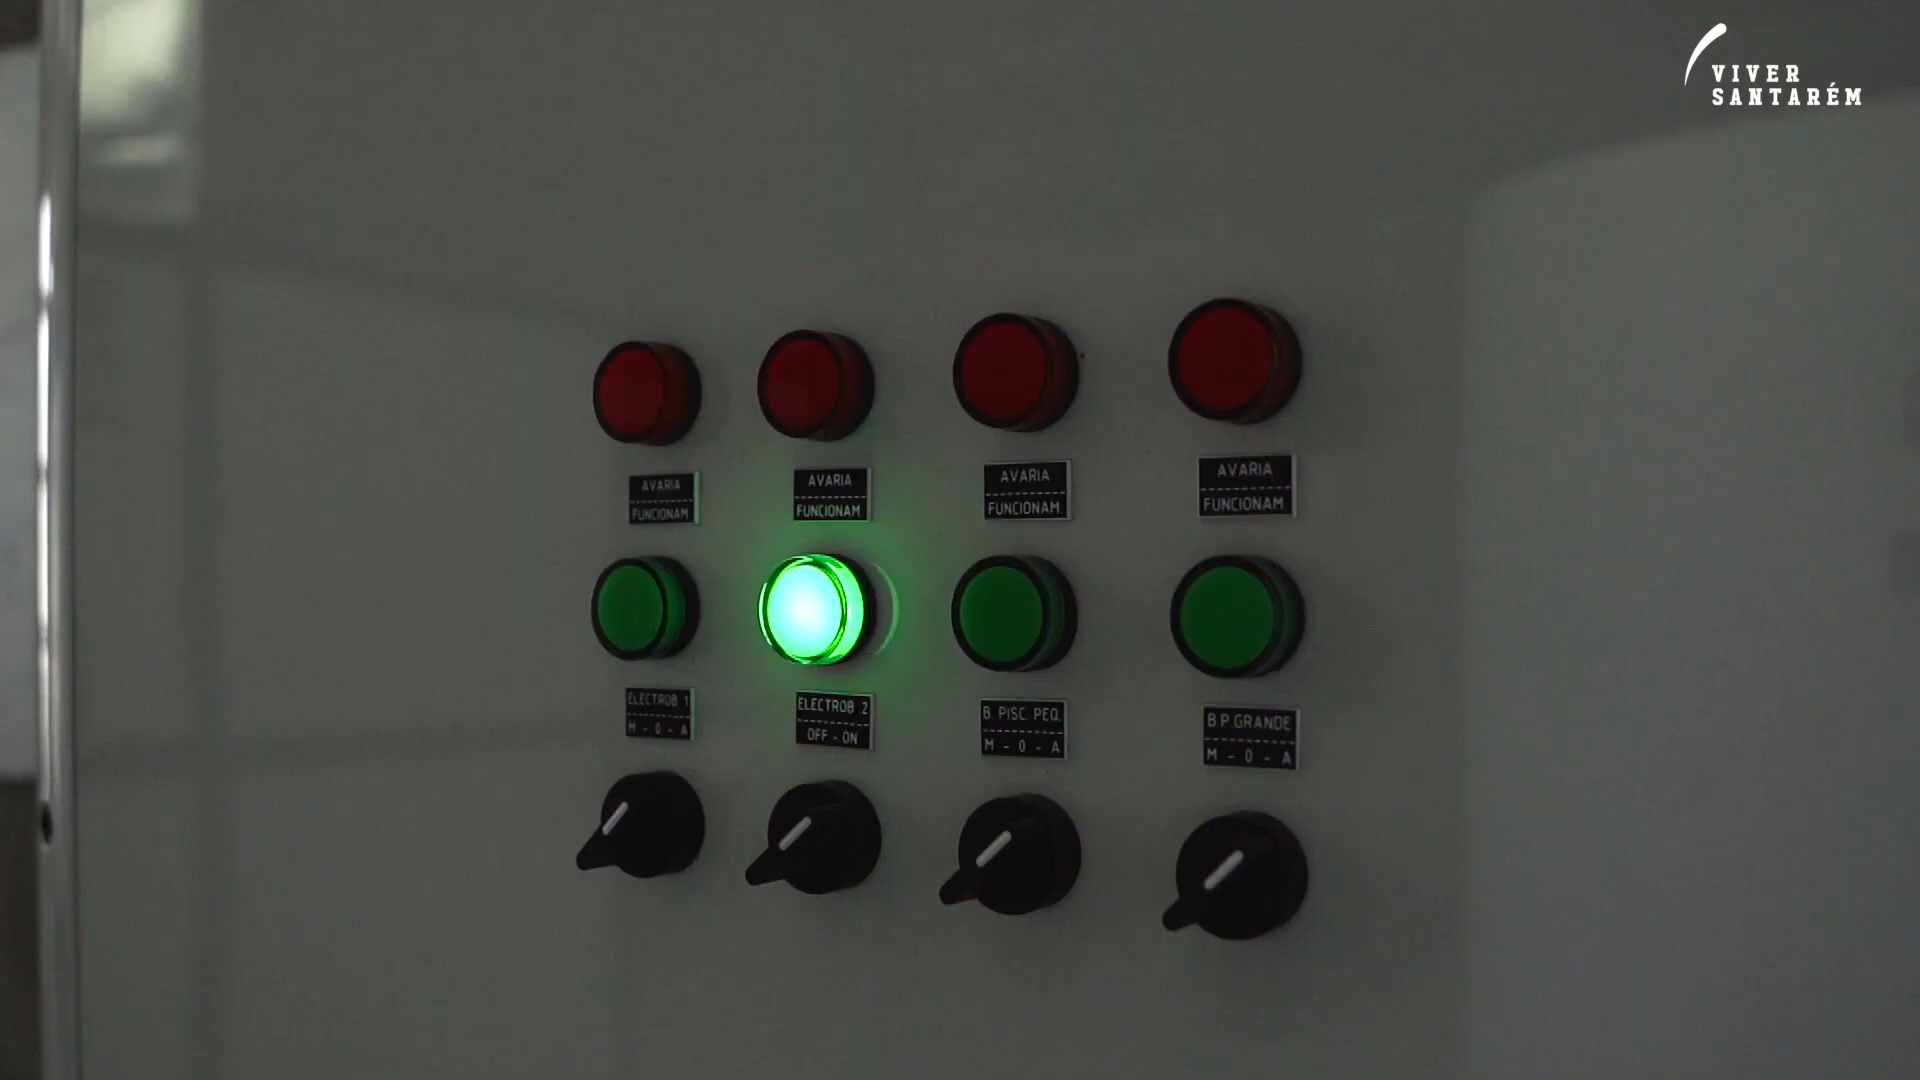 VIVER
SANTARÉM
AVARIA
FUNCIONAM.
AVARIA
FUNCIONAM.
AVARIA
FUNCIONAM.
AVARIA
FUNCIONAM.
ELECTROB. 1
M - 0 - A
ELECTROB. 2
OFF - ON
B. PISC. PEQ.
M - 0 - A
B.P GRANDE
M - 0 - A